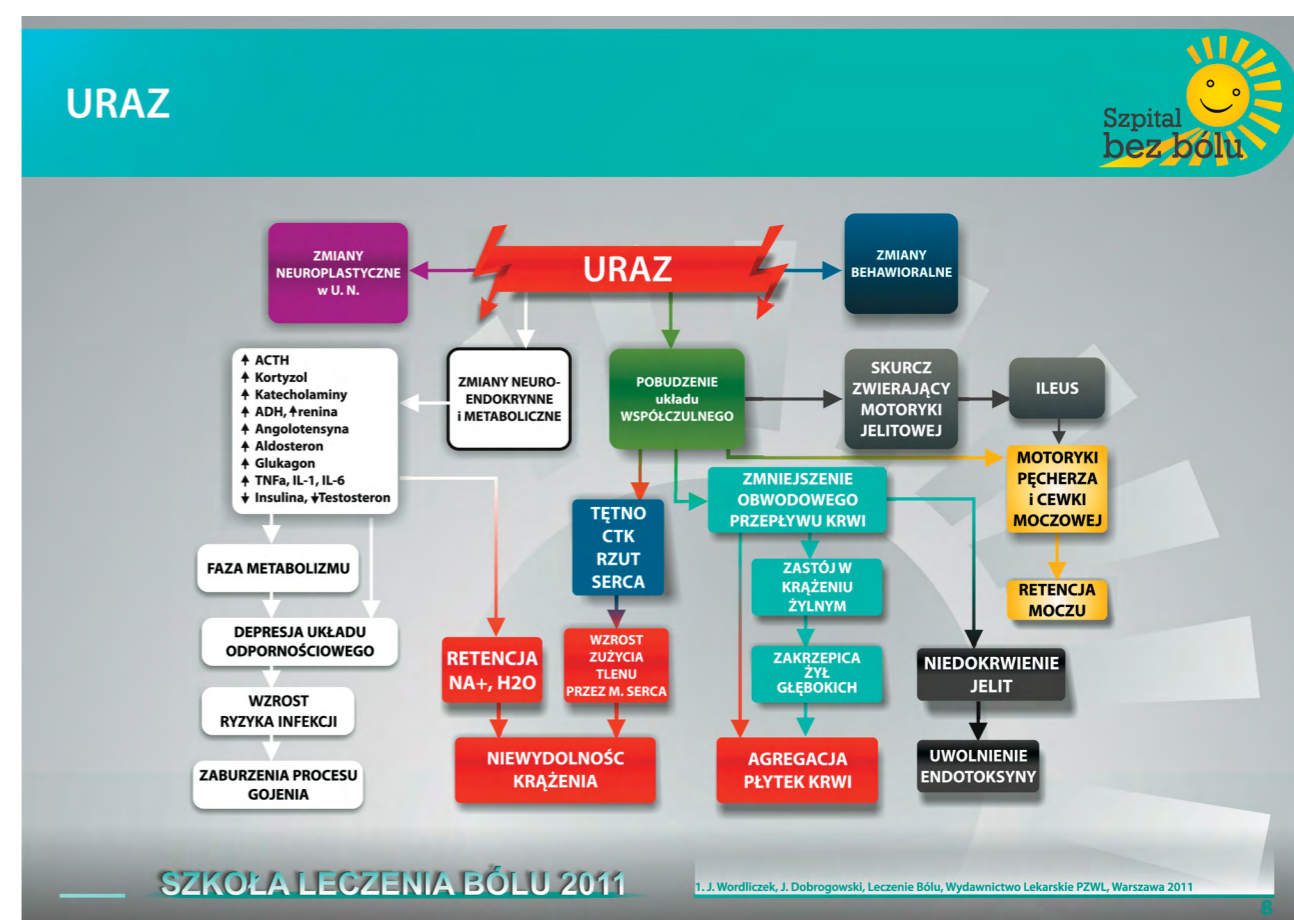 URAZ
Szpital
bez bólu
ZMIANY
NEUROPLASTYCZNE
w U. N.
URAZ
ZMIANY
BEHAWIORALNE
↑ ACTH
↑ Kortyzol
↑ Katecholaminy
↑ ADH, ↑renina
↑ Angolotensyna
↑ Aldosteron
↑ Glukagon
↑ TNFa, IL-1, IL-6
↓ Insulina, ↓Testosteron
ZMIANY NEURO-
ENDOKRYNNE
i METABOLICZNE
POBUDZENIE
układu
WSPÓŁCZULNEGO
SKURCZ
ZWIERAJĄCY
MOTORYKI
JELITOWEJ
ILEUS
MOTORYKI
PĘCHERZA
i CEWKI
MOCZOWEJ
RETENCJA
MOCZU
TĘTNO
CTK
RZUT
SERCA
ZMNIEJSZENIE
OBWODOWEGO
PRZEPŁYWU KRWI
ZASTÓJ W
KRĄŻENIU
ŻYLNYM
FAZA METABOLIZMU
DEPRESJA UKŁADU
ODPORNOŚCIOWEGO
WZROST
RYZYKA INFEKCJI
ZABURZENIA PROCESU
GOJENIA
RETENCJA
NA+, H2O
WZROST
ZUŻYCIA
TLENU
PRZEZ M. SERCA
ZAKRZEPICA
ŻYŁ
GŁĘBOKICH
NIEDOKRWIENIE
JELIT
NIEWYDOLNOŚC
KRĄŻENIA
AGREGACJA
PŁYTEK KRWI
UWOLNIENIE
ENDOTOKSYNY
SZKOŁA LECZENIA BÓLU 2011
1. J. Wordliczek, J. Dobrogowski, Leczenie Bólu, Wydawnictwo Lekarskie PZWL, Warszawa 2011
8